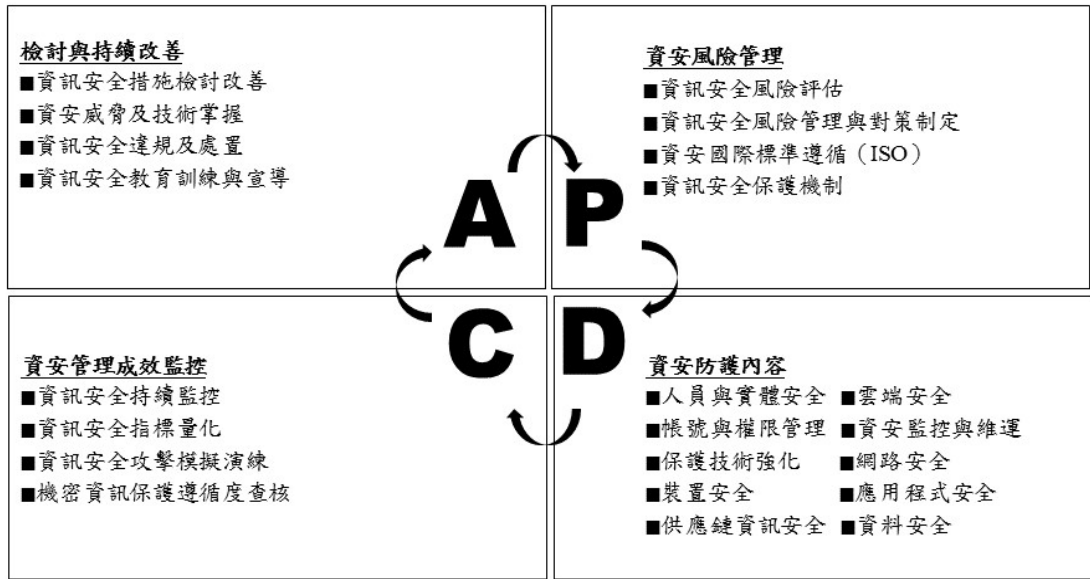 檢討與持續改善
■資訊安全措施檢討改善
■資安威脅及技術掌握
■資訊安全違規及處置
■資訊安全教育訓練與宣導
資安風險管理
■資訊安全風險評估
■資訊安全風險管理與對策制定
■資安國際標準遵循（ISO）
■資訊安全保護機制
A P
C D
資安管理成效監控
■資訊安全持續監控
■資訊安全指標量化
■資訊安全攻擊模擬演練
■機密資訊保護遵循度查核
資安防護內容
■人員與實體安全 ■雲端安全
■帳號與權限管理 ■資安監控與維運
■保護技術強化 ■網路安全
■裝置安全 ■應用程式安全
■供應鏈資訊安全 ■資料安全